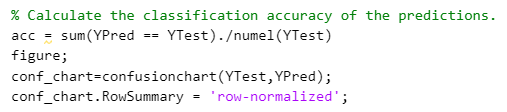 % Calculate the classification accuracy of the predictions.
acc = sum(YPred == YTest)./numel(YTest)
figure;
conf_chart=confusionchart(YTest,YPred);
conf_chart.RowSummary = 'row-normalized';